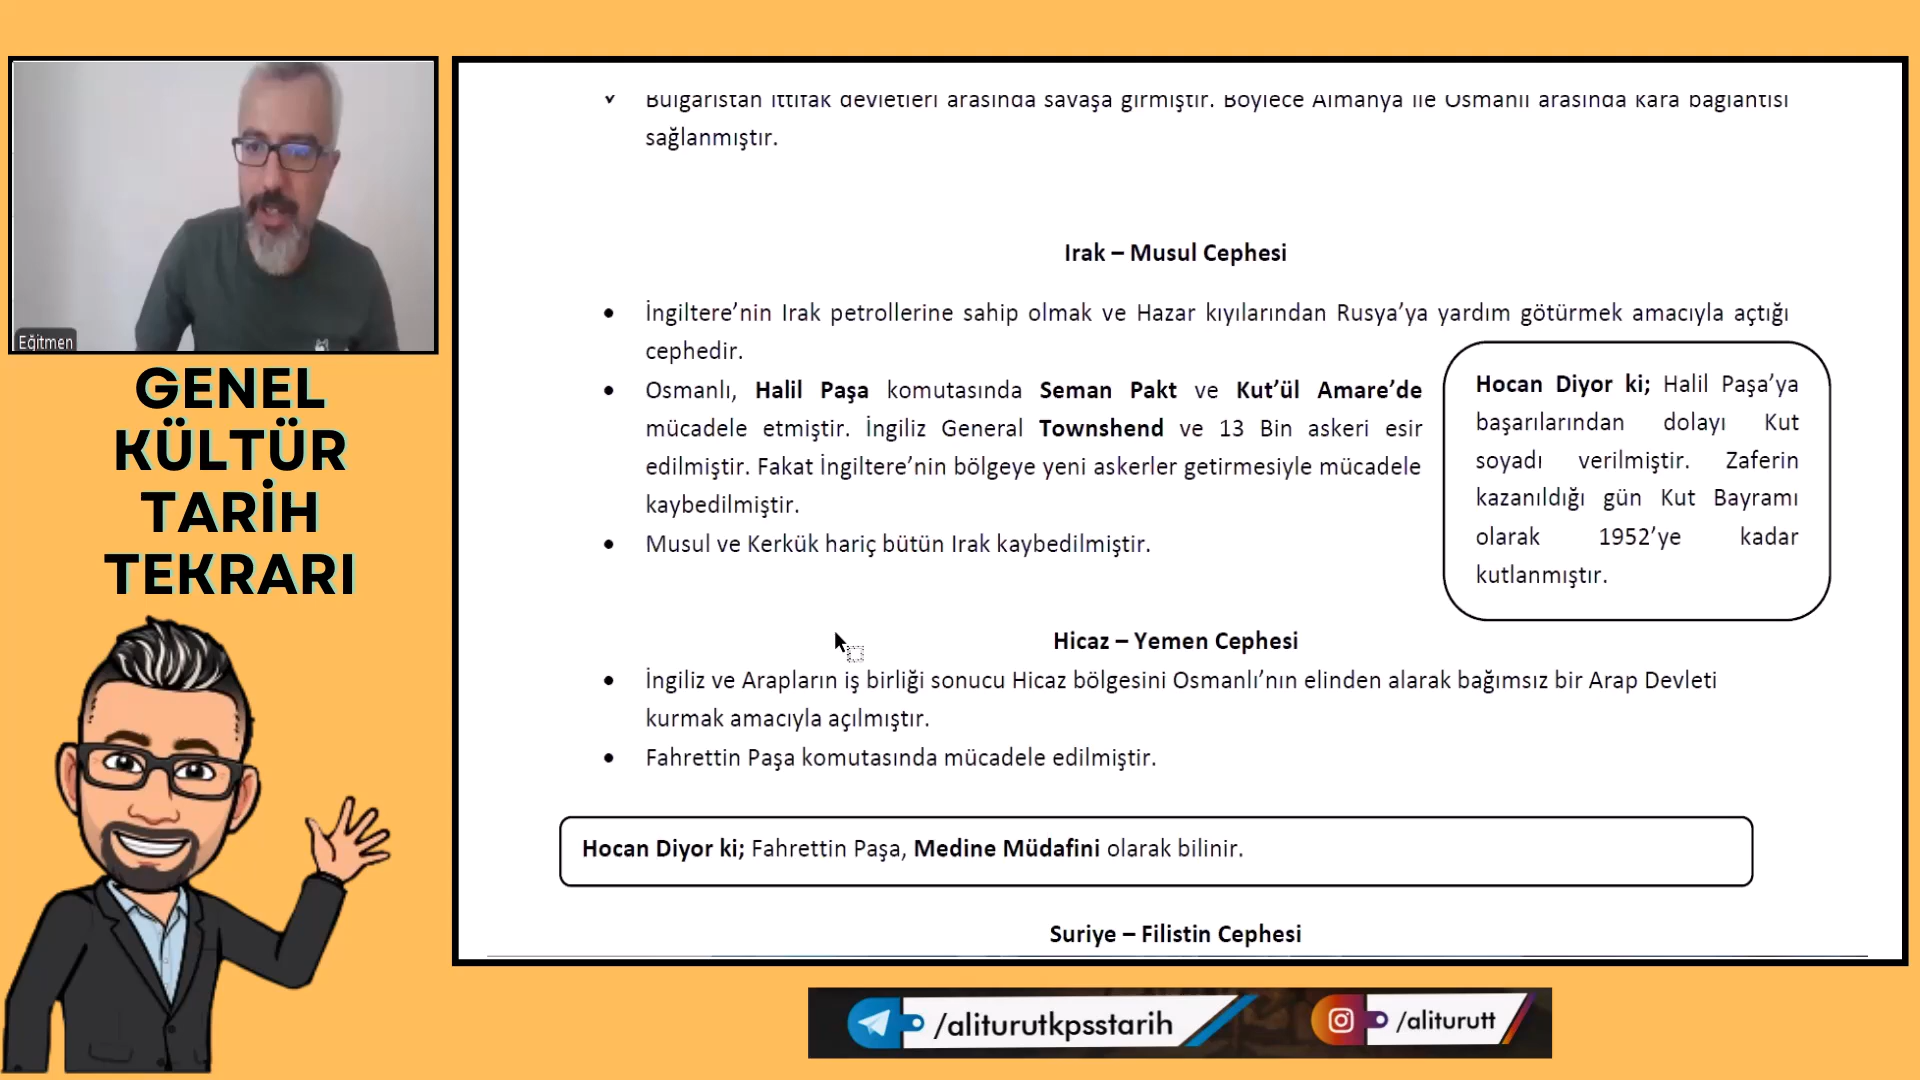 Eğitmen
GENEL
KÜLTÜR
TARİH
TEKRARI
Bulgaristan İttifak devletleri arasında savaşa girmiştir. Böylece Almanya ile Osmanlı arasında kara bağlantısı
sağlanmıştır.
Irak – Musul Cephesi
• İngiltere’nin Irak petrollerine sahip olmak ve Hazar kıyılarından Rusya’ya yardım götürmek amacıyla açtığı
cephedir.
• Osmanlı, Halil Paşa komutasında Seman Pakt ve Kut’ül Amare’de
mücadele etmiştir. İngiliz General Townshend ve 13 Bin askeri esir
edilmiştir. Fakat İngiltere’nin bölgeye yeni askerler getirmesiyle mücadele
kaybedilmiştir.
• Musul ve Kerkük hariç bütün Irak kaybedilmiştir.
Hocan Diyor ki; Halil Paşa’ya
başarılarından dolayı Kut
soyadı verilmiştir. Zaferin
kazanıldığı gün Kut Bayramı
olarak 1952’ye kadar
kutlanmıştır.
Hicaz – Yemen Cephesi
• İngiliz ve Arapların iş birliği sonucu Hicaz bölgesini Osmanlı’nın elinden alarak bağımsız bir Arap Devleti
kurmak amacıyla açılmıştır.
• Fahrettin Paşa komutasında mücadele edilmiştir.
Hocan Diyor ki; Fahrettin Paşa, Medine Müdafini olarak bilinir.
Suriye – Filistin Cephesi
/aliturutkpsstarih
/aliturutt